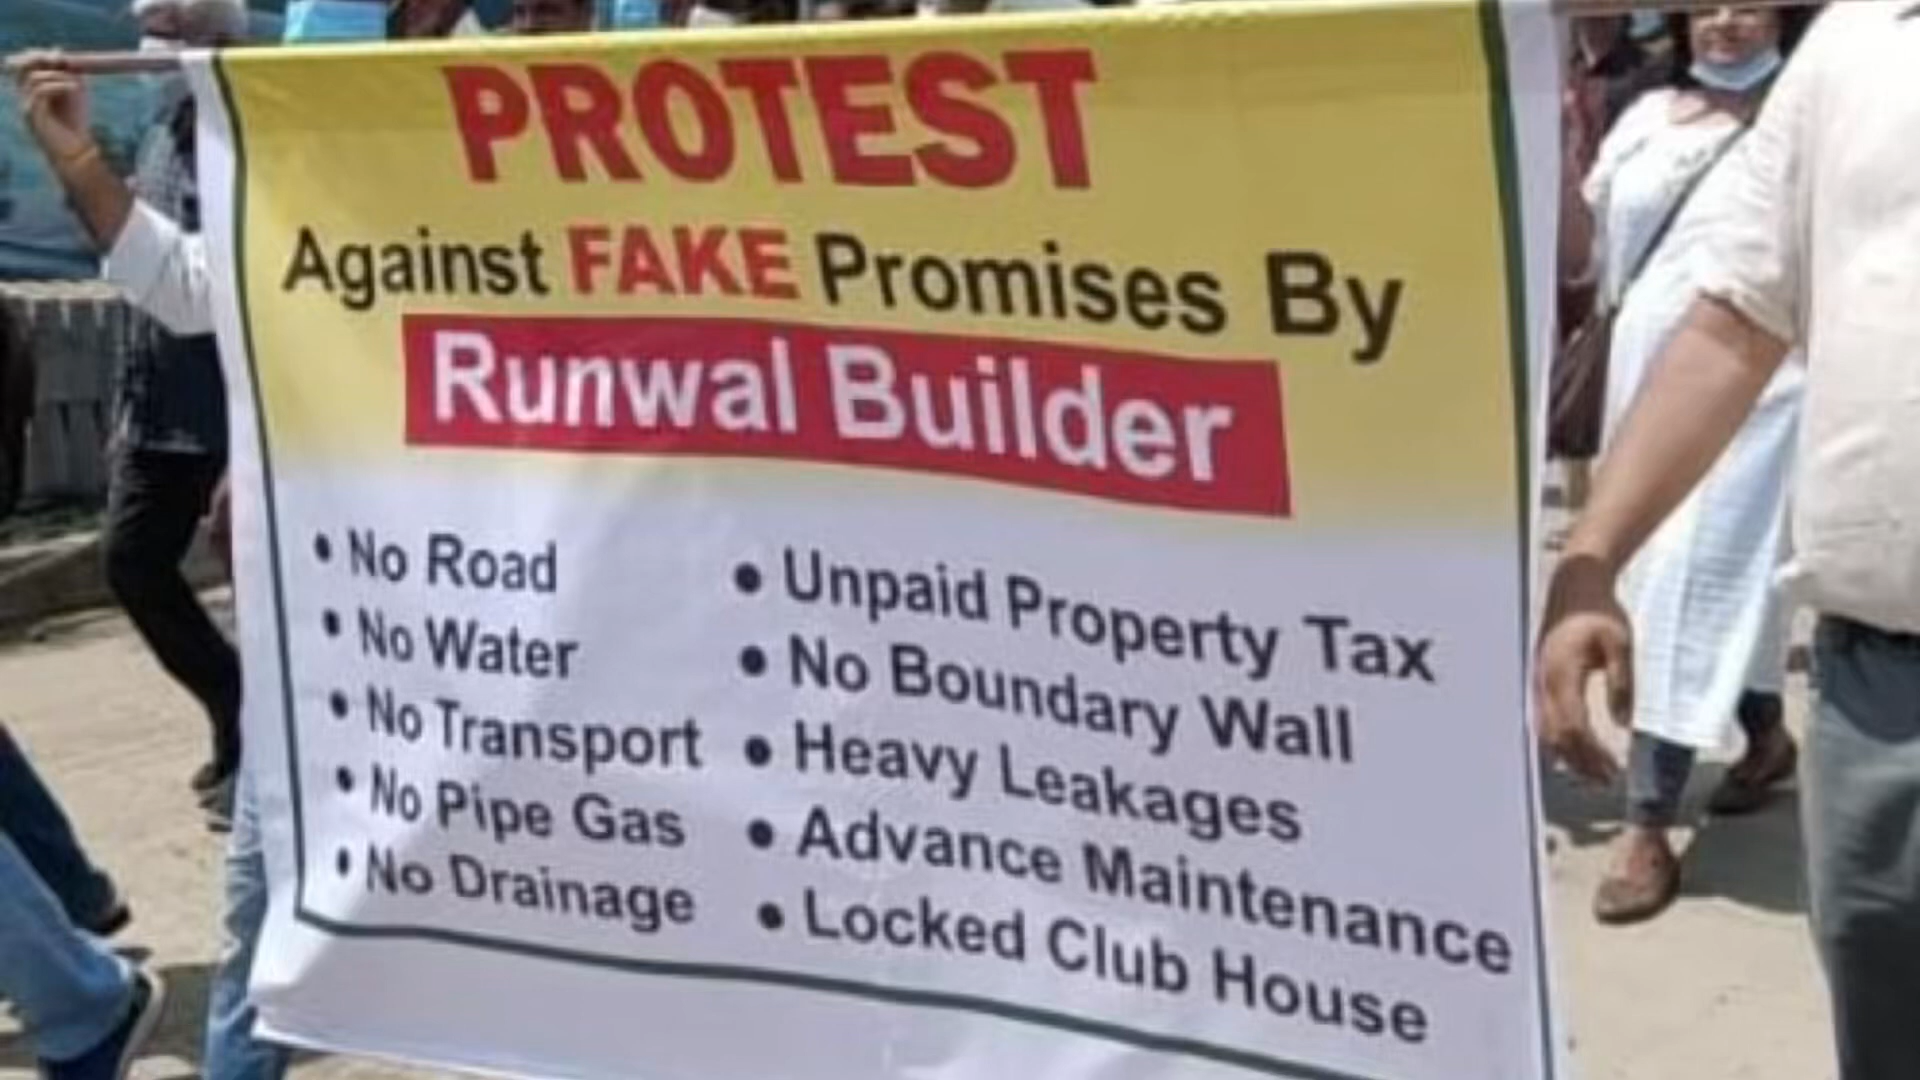 PROTEST
Against FAKE Promises By
Runwal Builder
• No Road
• No Water
• No Transport
• No Pipe Gas
• No Drainage
• Unpaid Property Tax
• No Boundary Wall
• Heavy Leakages
• Advance Maintenance
• Locked Club House